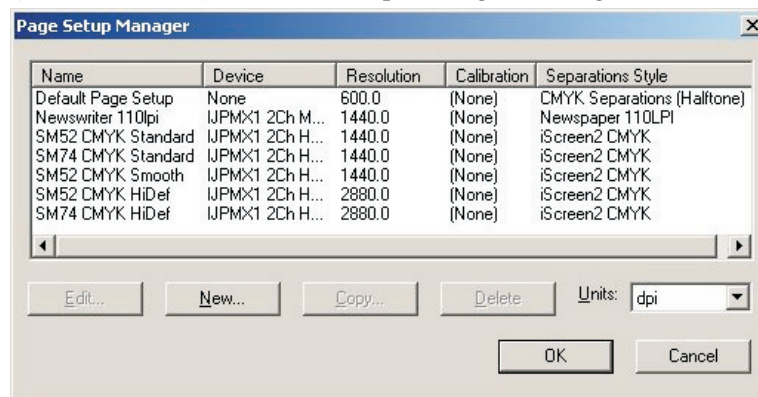 Page Setup Manager
Name Device Resolution Calibration Separations Style
Default Page Setup None 600.0 (None) CMYK Separations (Halftone)
Newswriter 110lpi IJPMX1 2Ch M... 1440.0 (None) Newspaper 110LPI
SM52 CMYK Standard IJPMX1 2Ch H... 1440.0 (None) iScreen2 CMYK
SM74 CMYK Standard IJPMX1 2Ch H... 1440.0 (None) iScreen2 CMYK
SM52 CMYK Smooth IJPMX1 2Ch H... 1440.0 (None) iScreen2 CMYK
SM52 CMYK HiDef IJPMX1 2Ch H... 2880.0 (None) iScreen2 CMYK
SM74 CMYK HiDef IJPMX1 2Ch H... 2880.0 (None) iScreen2 CMYK
Edit... New... Copy... Delete Units: dpi
OK Cancel